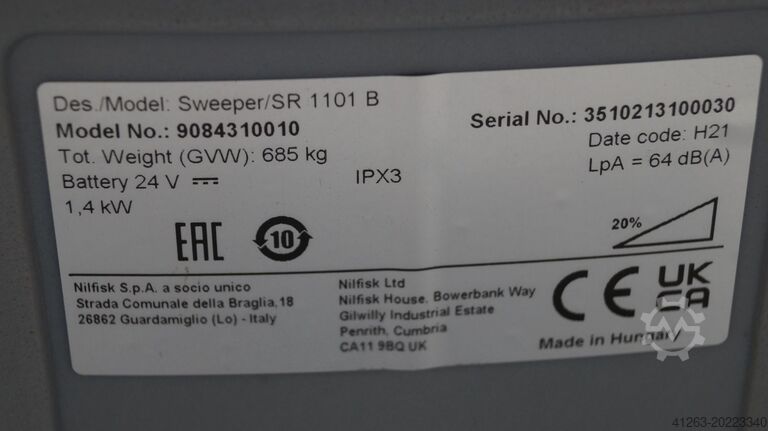 Des./Model: Sweeper/SR 1101 B
Model No.: 9084310010
Tot. Weight (GVW): 685 kg
Battery 24 V
1,4 kW
IPX3
Serial No.: 3510213100030
Date code: H21
LpA = 64 dB(A)
20%
EAC
10
Nilfisk S.p.A. a socio unico
Strada Comunale della Braglia,18
26862 Guardamiglio (Lo) - Italy
Nilfisk Ltd
Nilfisk House. Bowerbank Way
Gilwilly Industrial Estate
Penrith, Cumbria
CA11 9BQ UK
CE
UK
CA
Made in Hungary
41263-20223340